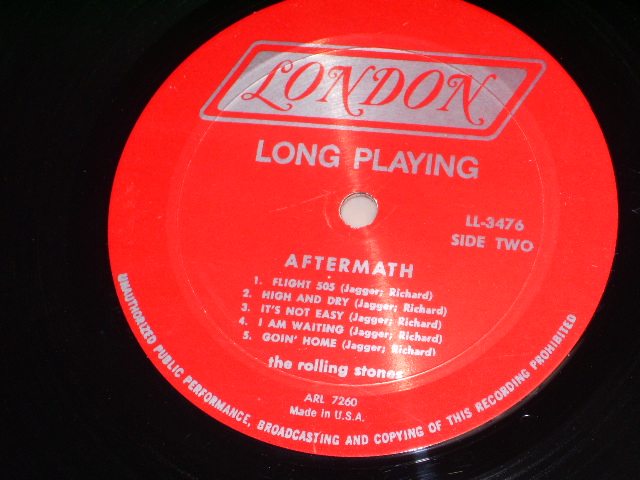 LONDON
LONG PLAYING
LL-3476
SIDE TWO
AFTERMATH
1. FLIGHT 505 (Jagger; Richard)
2. HIGH AND DRY (Jagger; Richard)
3. IT'S NOT EASY (Jagger; Richard)
4. I AM WAITING (Jagger; Richard)
5. GOIN' HOME (Jagger; Richard)
the rolling stones
ARL 7260
Made in U.S.A.
UNAUTHORIZED PUBLIC PERFORMANCE, BROADCASTING AND COPYING OF THIS RECORDING PROHIBITED